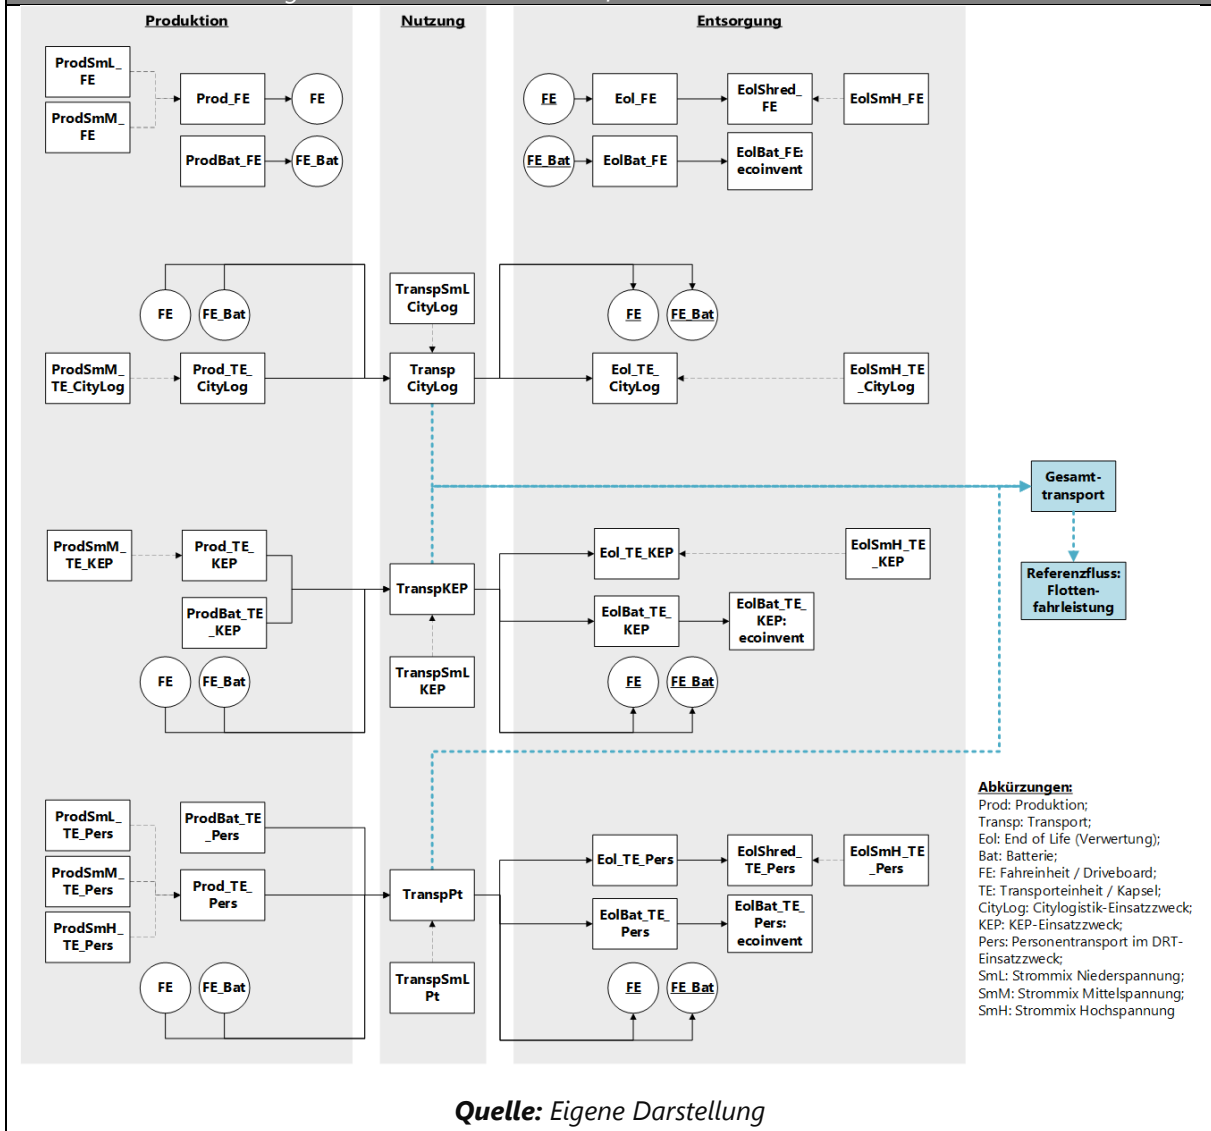 Produktion
Nutzung
Entsorgung
ProdSmL_
FE
ProdSmM_
FE
Prod_FE
FE
ProdBat_FE
FE_Bat
FE
Eol_FE
EolShred_
FE
EolSmH_FE
FE_Bat
EolBat_FE
EolBat_FE:
ecoinvent
FE
FE_Bat
TranspSmL
CityLog
FE
FE_Bat
ProdSmM_
TE_CityLog
Prod_TE_
CityLog
Transp
CityLog
Eol_TE_
CityLog
EolSmH_TE
_CityLog
Gesamt-
transport
Referenzfluss:
Flotten-
fahrleistung
ProdSmM_
TE_KEP
Prod_TE_
KEP
ProdBat_TE
_KEP
TranspKEP
Eol_TE_KEP
EolSmH_TE
_KEP
EolBat_TE_
KEP
EolBat_TE_
KEP:
ecoinvent
FE
FE_Bat
TranspSmL
KEP
FE
FE_Bat
ProdSmL_
TE_Pers
ProdSmM_
TE_Pers
ProdSmH_
TE_Pers
ProdBat_TE
_Pers
Prod_TE_
Pers
TranspPt
Eol_TE_Pers
EolShred_
TE_Pers
EolSmH_TE
_Pers
EolBat_TE_
Pers
EolBat_TE_
Pers:
ecoinvent
FE
FE_Bat
TranspSmL
Pt
FE
FE_Bat
Abkürzungen:
Prod: Produktion;
Transp: Transport;
Eol: End of Life (Verwertung);
Bat: Batterie;
FE: Fahreinheit / Driveboard;
TE: Transporteinheit / Kapsel;
CityLog: Citylogistik-Einsatzzweck;
KEP: KEP-Einsatzzweck;
Pers: Personentransport im DRT-
Einsatzzweck;
SmL: Strommix Niederspannung;
SmM: Strommix Mittelspannung;
SmH: Strommix Hochspannung
Quelle: Eigene Darstellung